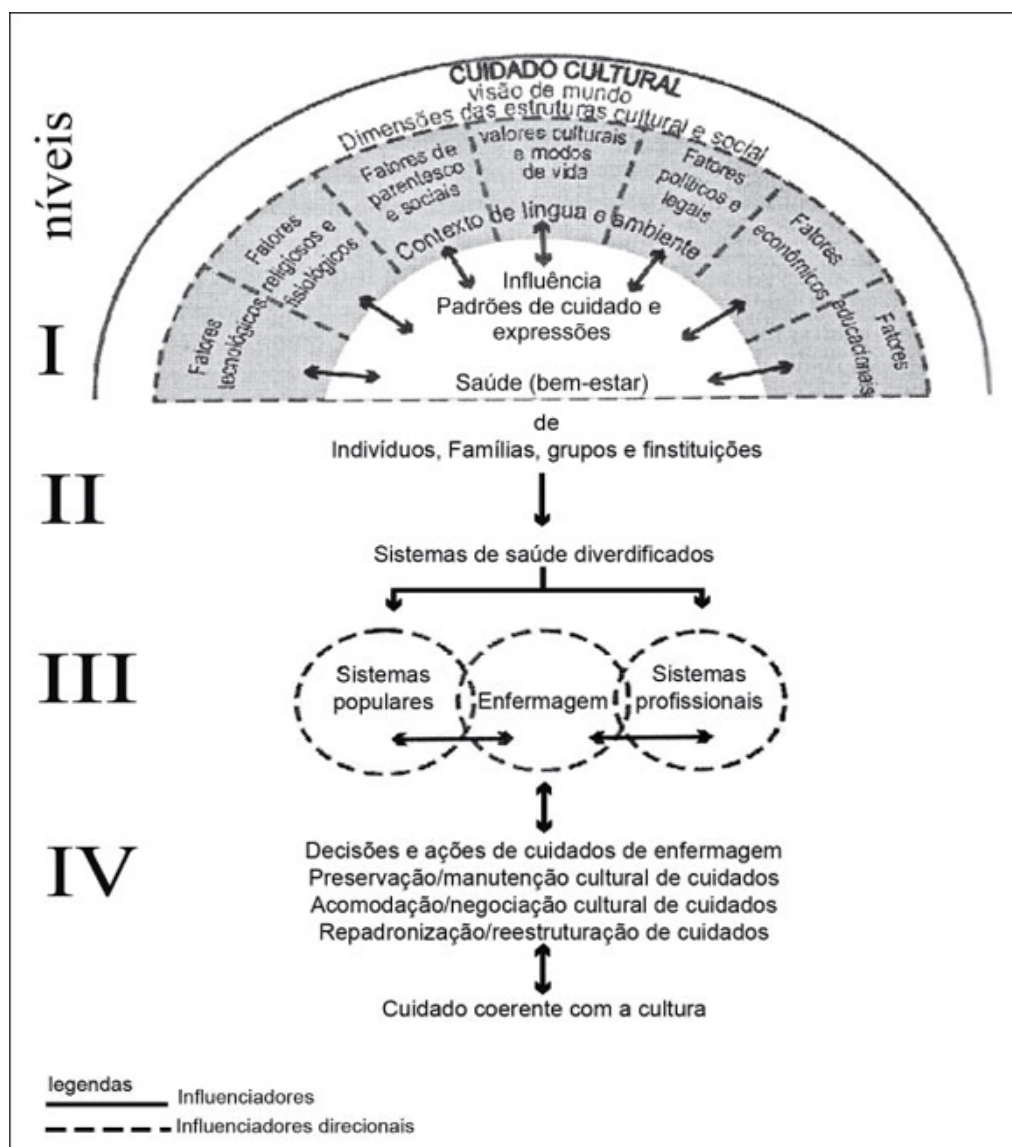 níveis
CUIDADO CULTURAL
visão de mundo
Dimensões das estruturas cultural e social
Fatores
tecnológicos
Fatores
religiosos e
fisiológicos
Fatores de
parentesco
e sociais
valores culturais
e modos
de vida
Fatores
políticos e
legais
Fatores
econômicos
Fatores
educacionais
Contexto de língua e ambiente
Influência
Padrões de cuidado e
expressões
I
Saúde (bem-estar)
de
Indivíduos, Famílias, grupos e finstituições
II
Sistemas de saúde diverdificados
III
Sistemas
populares
Enfermagem
Sistemas
profissionais
IV
Decisões e ações de cuidados de enfermagem
Preservação/manutenção cultural de cuidados
Acomodação/negociação cultural de cuidados
Repadronização/reestruturação de cuidados
Cuidado coerente com a cultura
legendas
Influenciadores
Influenciadores direcionais